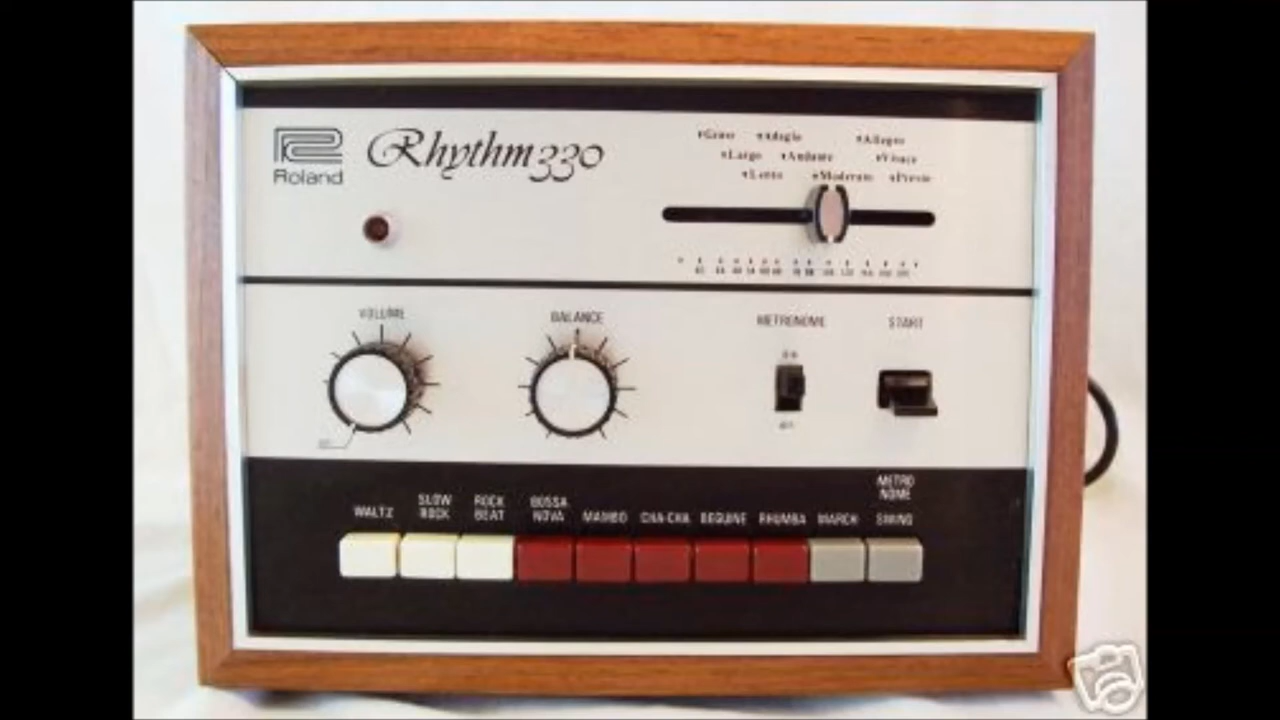 Roland
Rhythm 330
Grave Adagio Allegro
Largo Andante Vivace
Lento Moderato Presto
VOLUME
BALANCE
METRONOME
START
WALTZ
SLOW
ROCK
ROCK
BEAT
BOSSA
NOVA
MAMBO
CHA-CHA
BEGUINE
RHUMBA
MARCH
METRO
NOME
SWING